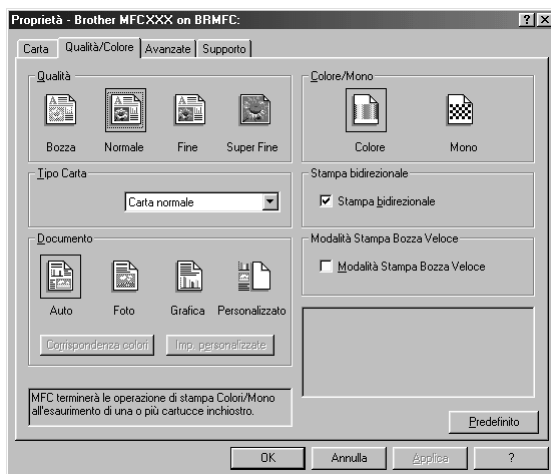 Proprietà - Brother MFCXXX on BRMFC:
? X
Carta Qualità/Colore Avanzate Supporto
Qualità
Bozza Normale Fine Super Fine
Colore/Mono
Colore Mono
Tipo Carta
Carta normale
Stampa bidirezionale
Stampa bidirezionale
Documento
Auto Foto Grafica Personalizzato
Corrispondenza colori Imp. personalizzate
Modalità Stampa Bozza Veloce
Modalità Stampa Bozza Veloce
MFC terminerà le operazione di stampa Colori/Mono
all'esaurimento di una o più cartucce inchiostro.
Predefinito
OK Annulla Applica ?